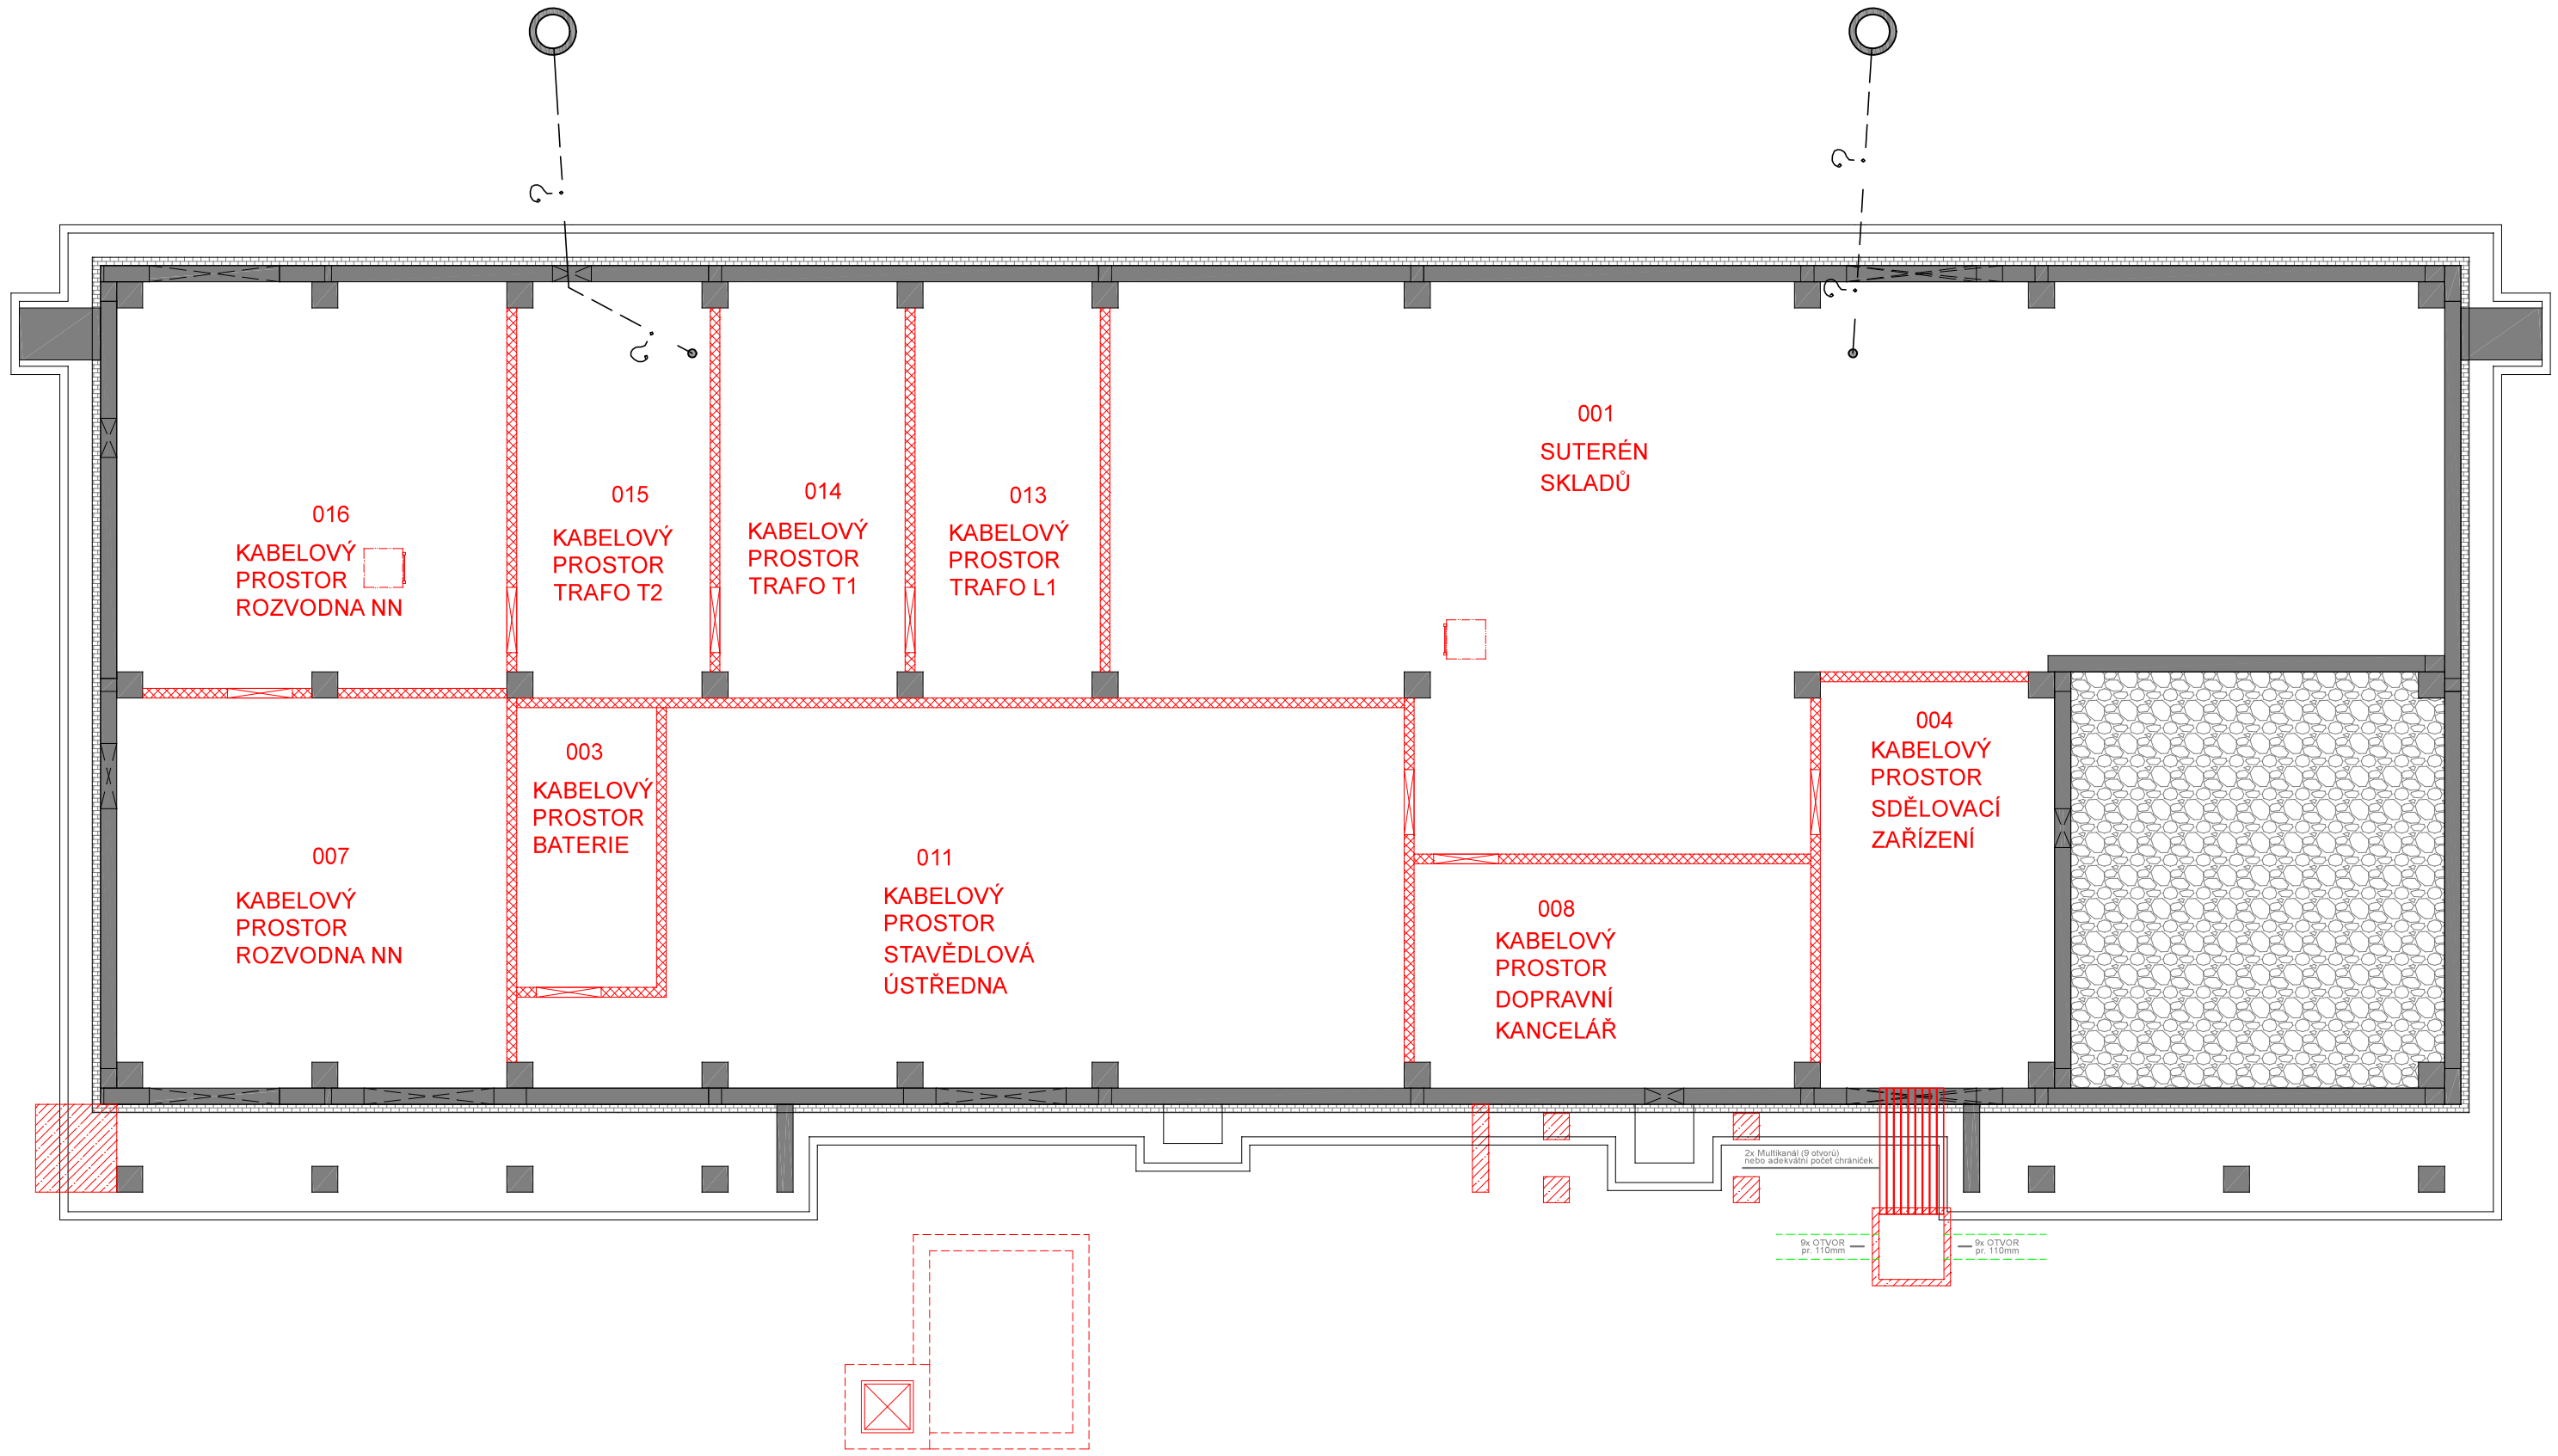 ?
?
?
?
001
SUTERÉN
SKLADŮ
016
KABELOVÝ
PROSTOR
ROZVODNA NN
015
KABELOVÝ
PROSTOR
TRAFO T2
014
KABELOVÝ
PROSTOR
TRAFO T1
013
KABELOVÝ
PROSTOR
TRAFO L1
007
KABELOVÝ
PROSTOR
ROZVODNA NN
003
KABELOVÝ
PROSTOR
BATERIE
011
KABELOVÝ
PROSTOR
STAVĚDLOVÁ
ÚSTŘEDNA
008
KABELOVÝ
PROSTOR
DOPRAVNÍ
KANCELÁŘ
004
KABELOVÝ
PROSTOR
SDĚLOVACÍ
ZAŘÍZENÍ
2x Multikanál (9 otvorů)
nebo adekvátní počet chrániček
9x OTVOR
pr. 110mm
9x OTVOR
pr. 110mm